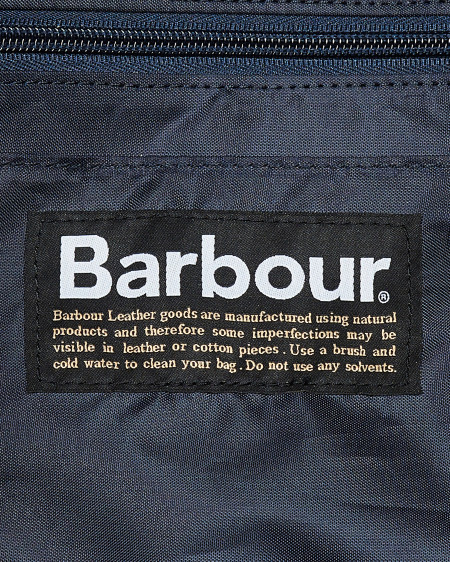 Barbour®
Barbour Leather goods are manufactured using natural
products and therefore some imperfections may be
visible in leather or cotton pieces. Use a brush and
cold water to clean your bag. Do not use any solvents.